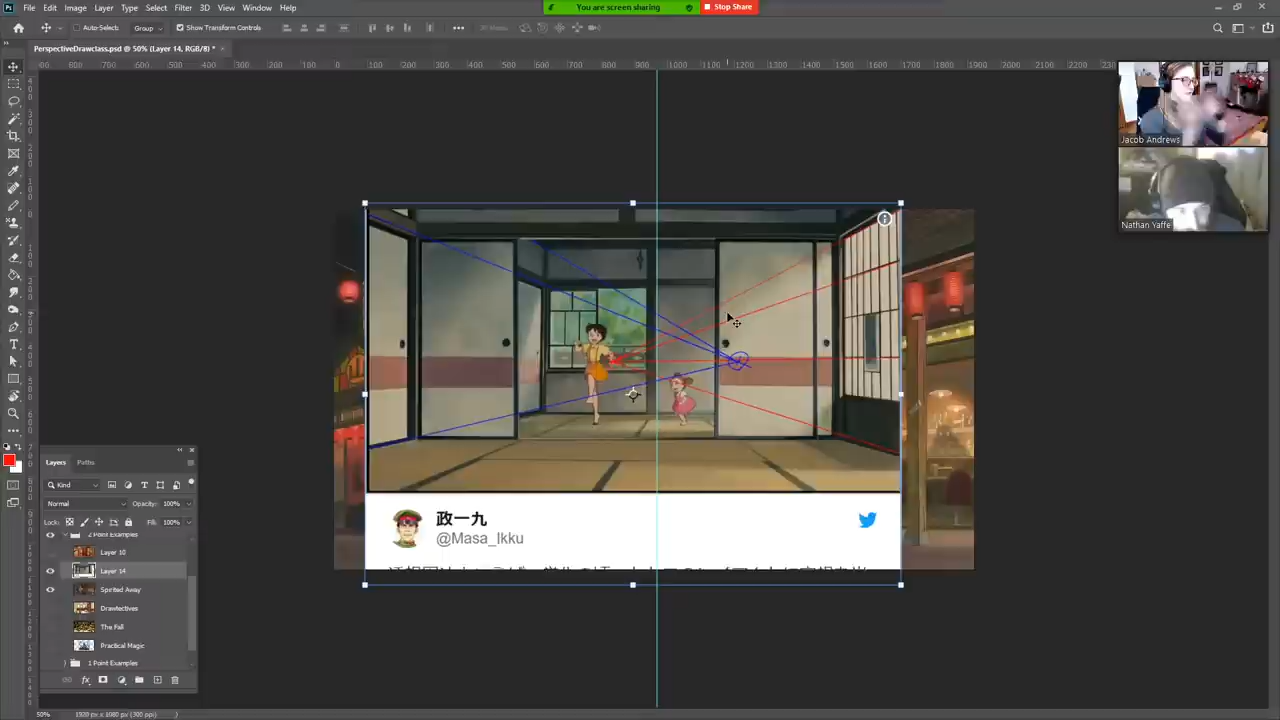 File Edit Image Layer Type Select Filter 3D View Window Help
You are screen sharing
Stop Share
Auto-Select: Group Show Transform Controls
PerspectiveDrawclass.psd @ 50% (Layer 14, RGB/8) *
Jacob Andrews
Nathan Yaffe
政一九
@Masa_Ikku
Layers Paths
Kind
Normal Opacity: 100%
Lock: Fill: 100%
2 Point Examples
Layer 10
Layer 14
Spirited Away
Drawtectives
The Fall
Practical Magic
1 Point Examples
50% 1920 px x 1080 px (300 ppi)